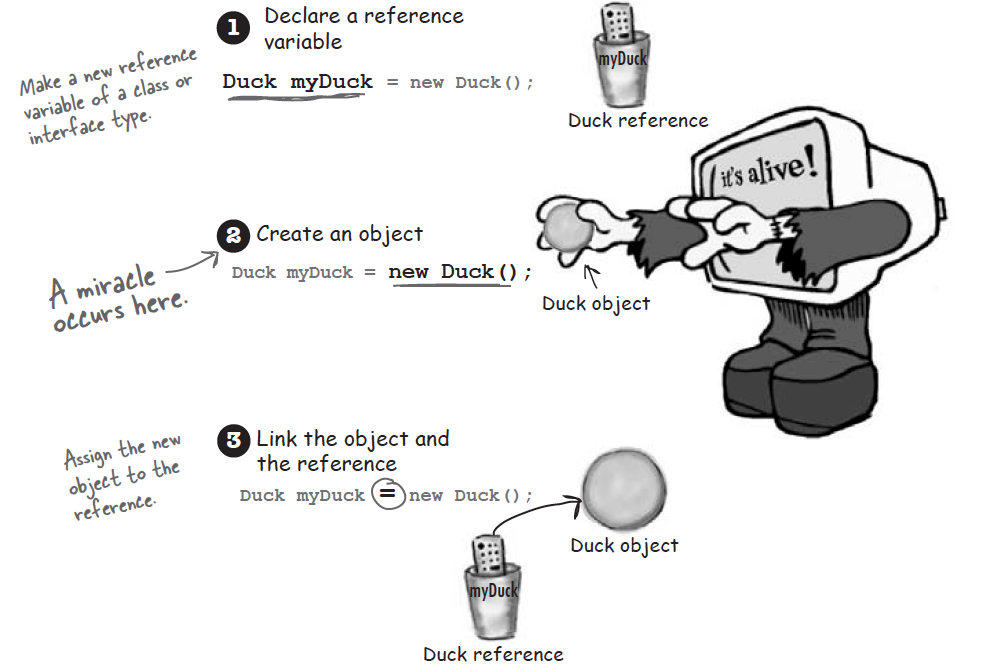 1 Declare a reference
variable
Duck myDuck = new Duck();
Make a new reference
variable of a class or
interface type.
myDuck
Duck reference
it's alive!
2 Create an object
Duck myDuck = new Duck();
A miracle
occurs here.
Duck object
3 Link the object and
the reference
Duck myDuck = new Duck();
Assign the new
object to the
reference.
Duck object
myDuck
Duck reference